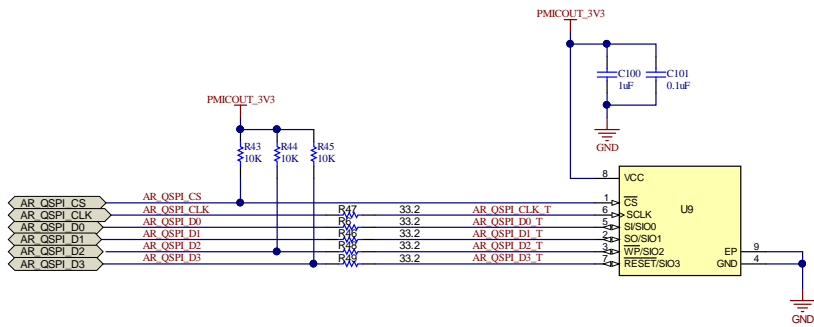 PMICOUT_3V3
C100
1uF
C101
0.1uF
GND
PMICOUT_3V3
R43
10K
R44
10K
R45
10K
AR_QSPI_CS AR_QSPI_CS 1 CS
AR_QSPI_CLK AR_QSPI_CLK R47 33.2 AR_QSPI_CLK_T 6 SCLK
AR_QSPI_D0 AR_QSPI_D0 R6 33.2 AR_QSPI_D0_T 5 SI/SIO0
AR_QSPI_D1 AR_QSPI_D1 R46 33.2 AR_QSPI_D1_T 2 SO/SIO1
AR_QSPI_D2 AR_QSPI_D2 R48 33.2 AR_QSPI_D2_T 3 WP/SIO2
AR_QSPI_D3 AR_QSPI_D3 R49 33.2 AR_QSPI_D3_T 7 RESET/SIO3
8 VCC
U9
EP 9
GND 4
GND